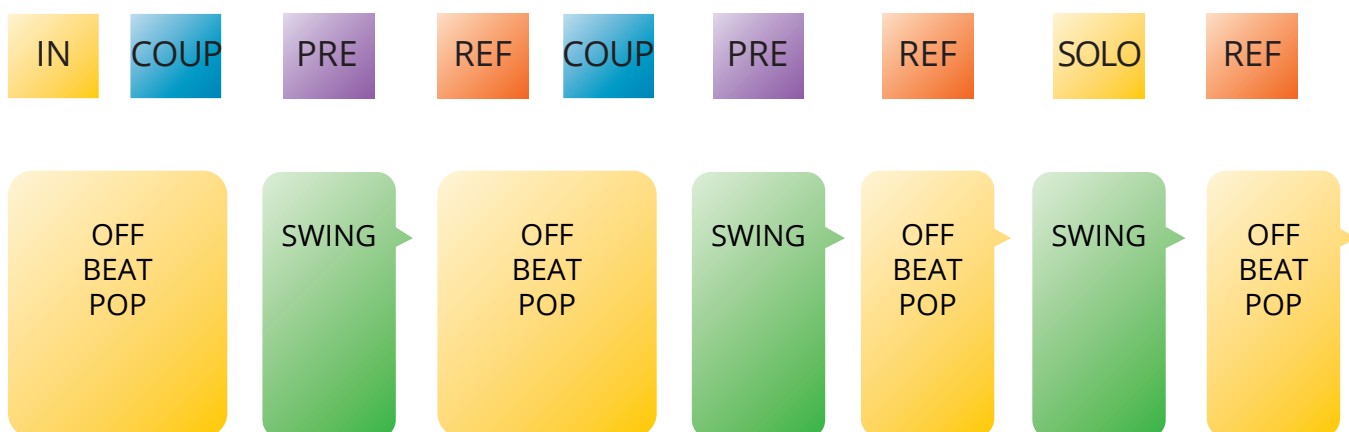 IN COUP PRE REF COUP PRE REF SOLO REF
OFF
BEAT
POP
SWING
OFF
BEAT
POP
SWING
OFF
BEAT
POP
SWING
OFF
BEAT
POP